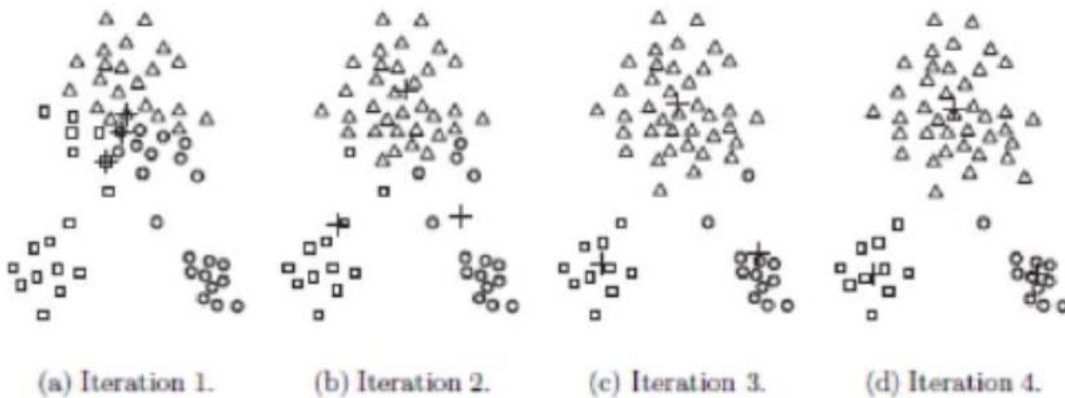 (a) Iteration 1.
(b) Iteration 2.
(c) Iteration 3.
(d) Iteration 4.